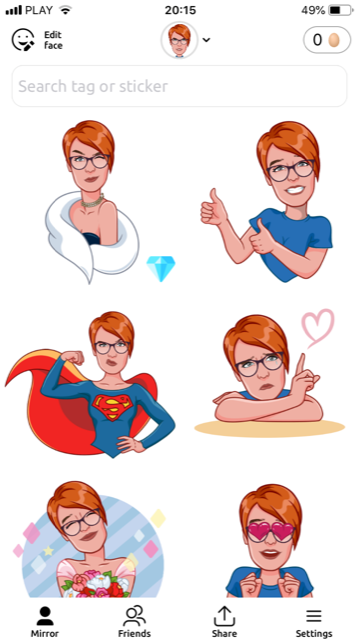 PLAY
20:15
49%
Edit
face
0
Search tag or sticker
S
Mirror
Friends
Share
Settings